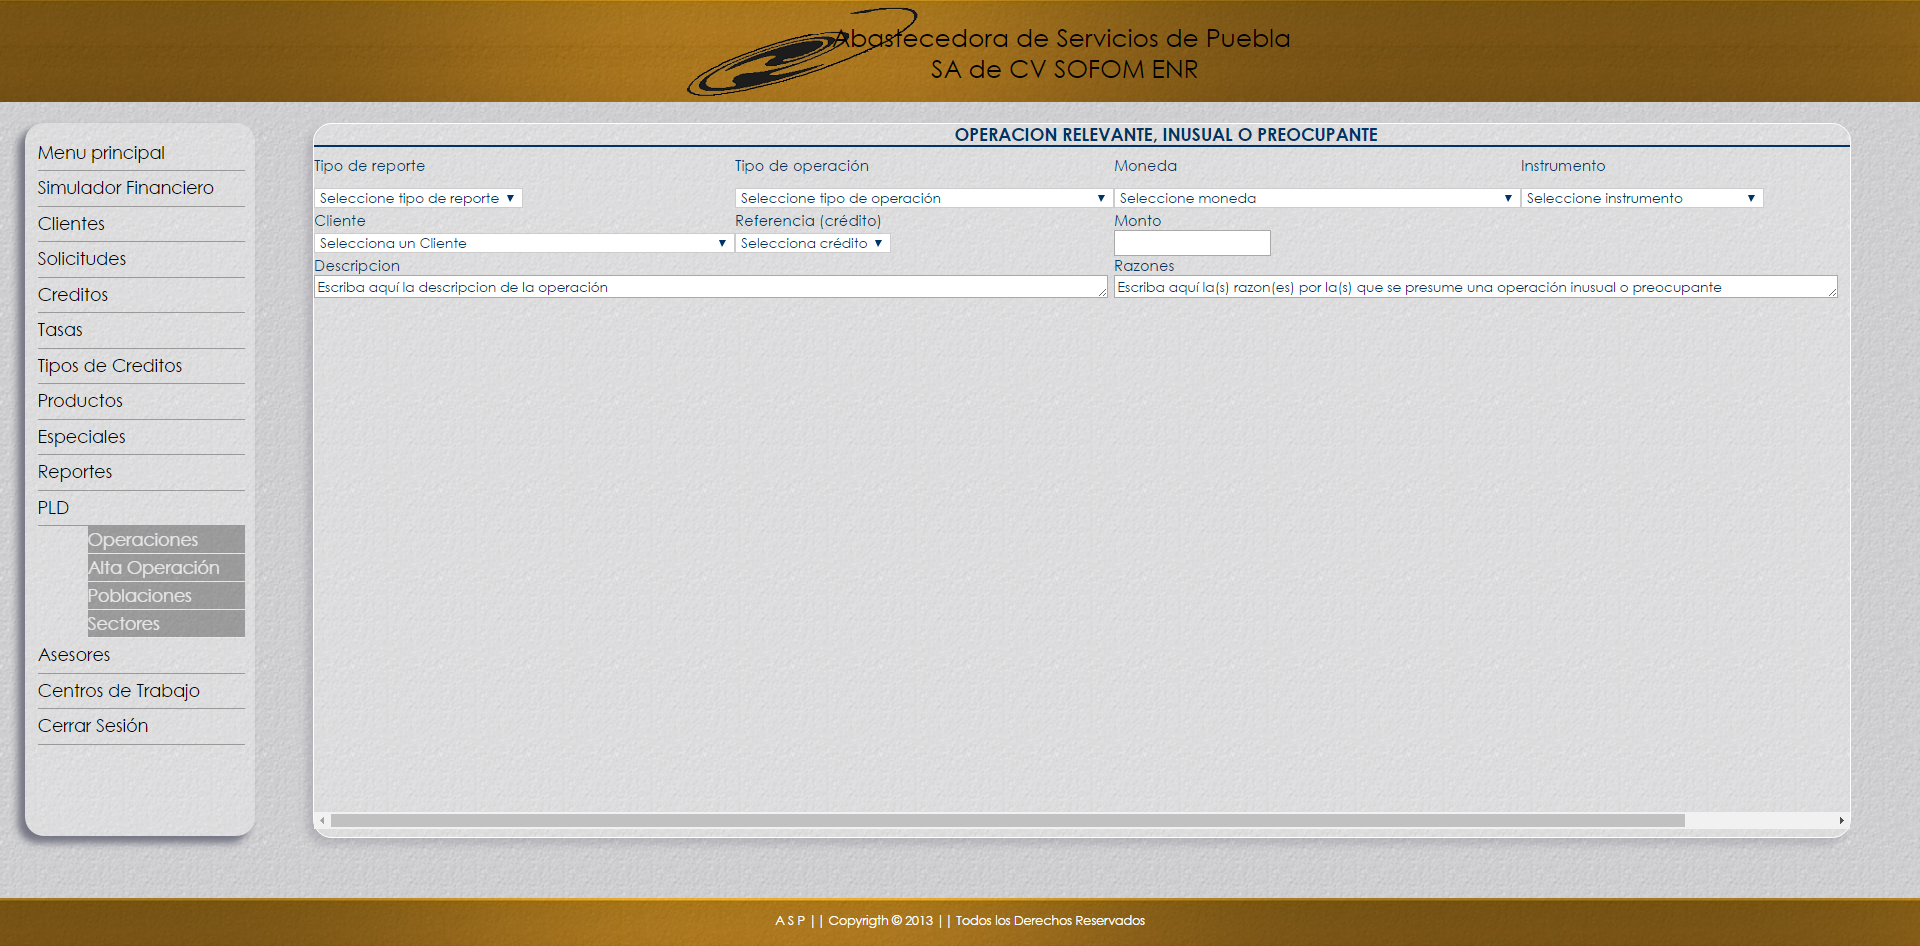 Abastecedora de Servicios de Puebla
SA de CV SOFOM ENR
Menu principal
Simulador Financiero
Clientes
Solicitudes
Creditos
Tasas
Tipos de Creditos
Productos
Especiales
Reportes
PLD
Operaciones
Alta Operación
Poblaciones
Sectores
Asesores
Centros de Trabajo
Cerrar Sesión
OPERACION RELEVANTE, INUSUAL O PREOCUPANTE
Tipo de reporte Tipo de operación Moneda Instrumento
Seleccione tipo de reporte Seleccione tipo de operación Seleccione moneda Seleccione instrumento
Cliente Referencia (crédito) Monto
Selecciona un Cliente Selecciona crédito
Descripcion Razones
Escriba aquí la descripcion de la operación Escriba aquí la(s) razon(es) por la(s) que se presume una operación inusual o preocupante
A S P || Copyrigth © 2013 || Todos los Derechos Reservados